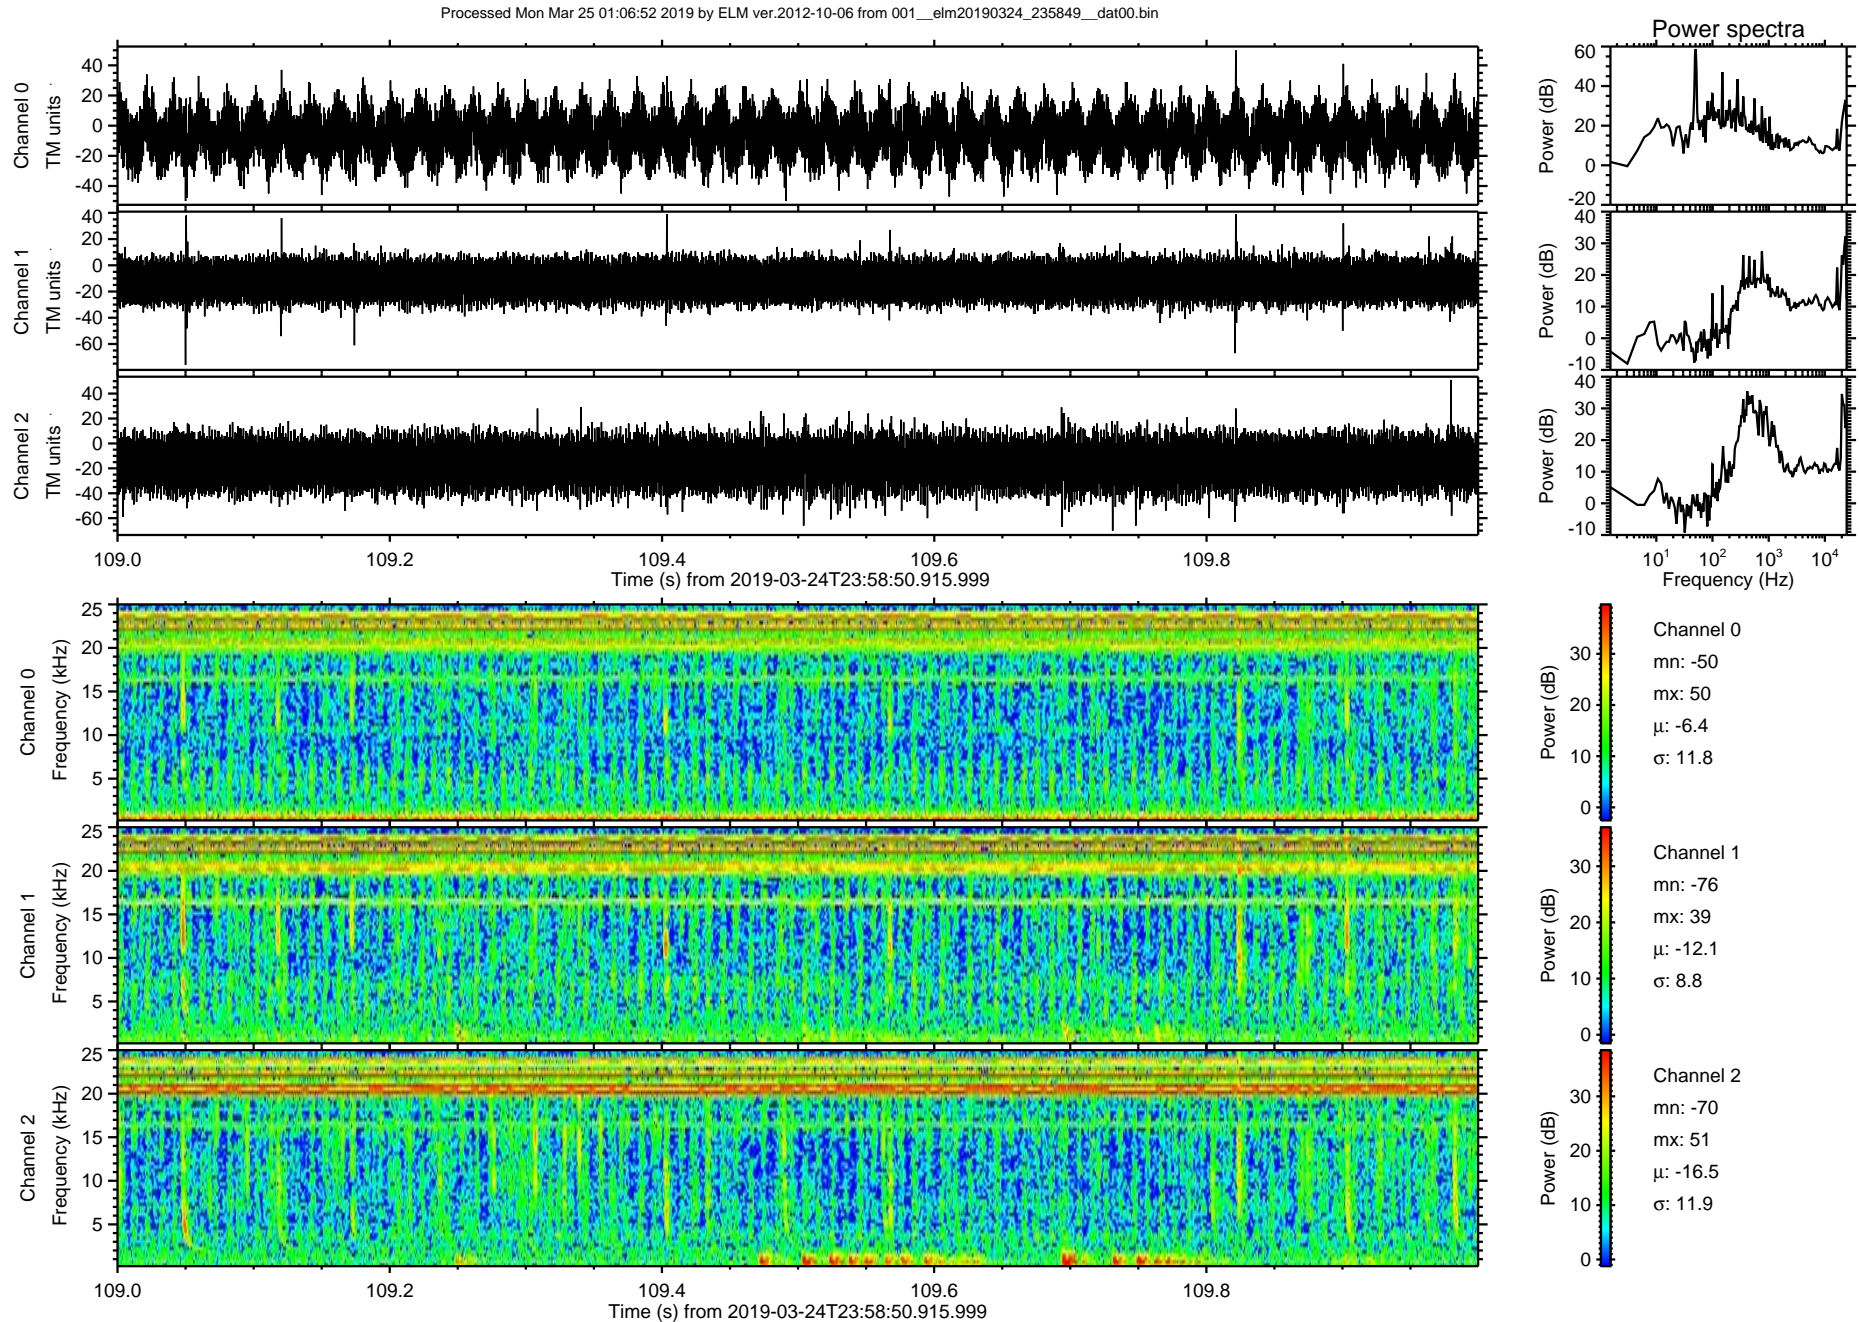 Processed Mon Mar 25 01:06:52 2019 by ELM ver.2012-10-06 from 001__elm20190324_235849__dat00.bin
Power spectra
Channel 0
TM units
40
20
0
-20
-40
Power (dB)
60
40
20
0
-20
Channel 1
TM units
40
20
0
-20
-40
-60
Power (dB)
40
30
20
10
0
-10
Channel 2
TM units
40
20
0
-20
-40
-60
Power (dB)
40
30
20
10
0
-10
109.0 109.2 109.4 109.6 109.8
Time (s) from 2019-03-24T23:58:50.915.999
10¹ 10² 10³ 10⁴
Frequency (Hz)
Channel 0
Frequency (kHz)
25
20
15
10
5
Power (dB)
30
20
10
0
Channel 0
mn: -50
mx: 50
μ: -6.4
σ: 11.8
Channel 1
Frequency (kHz)
25
20
15
10
5
Power (dB)
30
20
10
0
Channel 1
mn: -76
mx: 39
μ: -12.1
σ: 8.8
Channel 2
Frequency (kHz)
25
20
15
10
5
Power (dB)
30
20
10
0
Channel 2
mn: -70
mx: 51
μ: -16.5
σ: 11.9
109.0 109.2 109.4 109.6 109.8
Time (s) from 2019-03-24T23:58:50.915.999